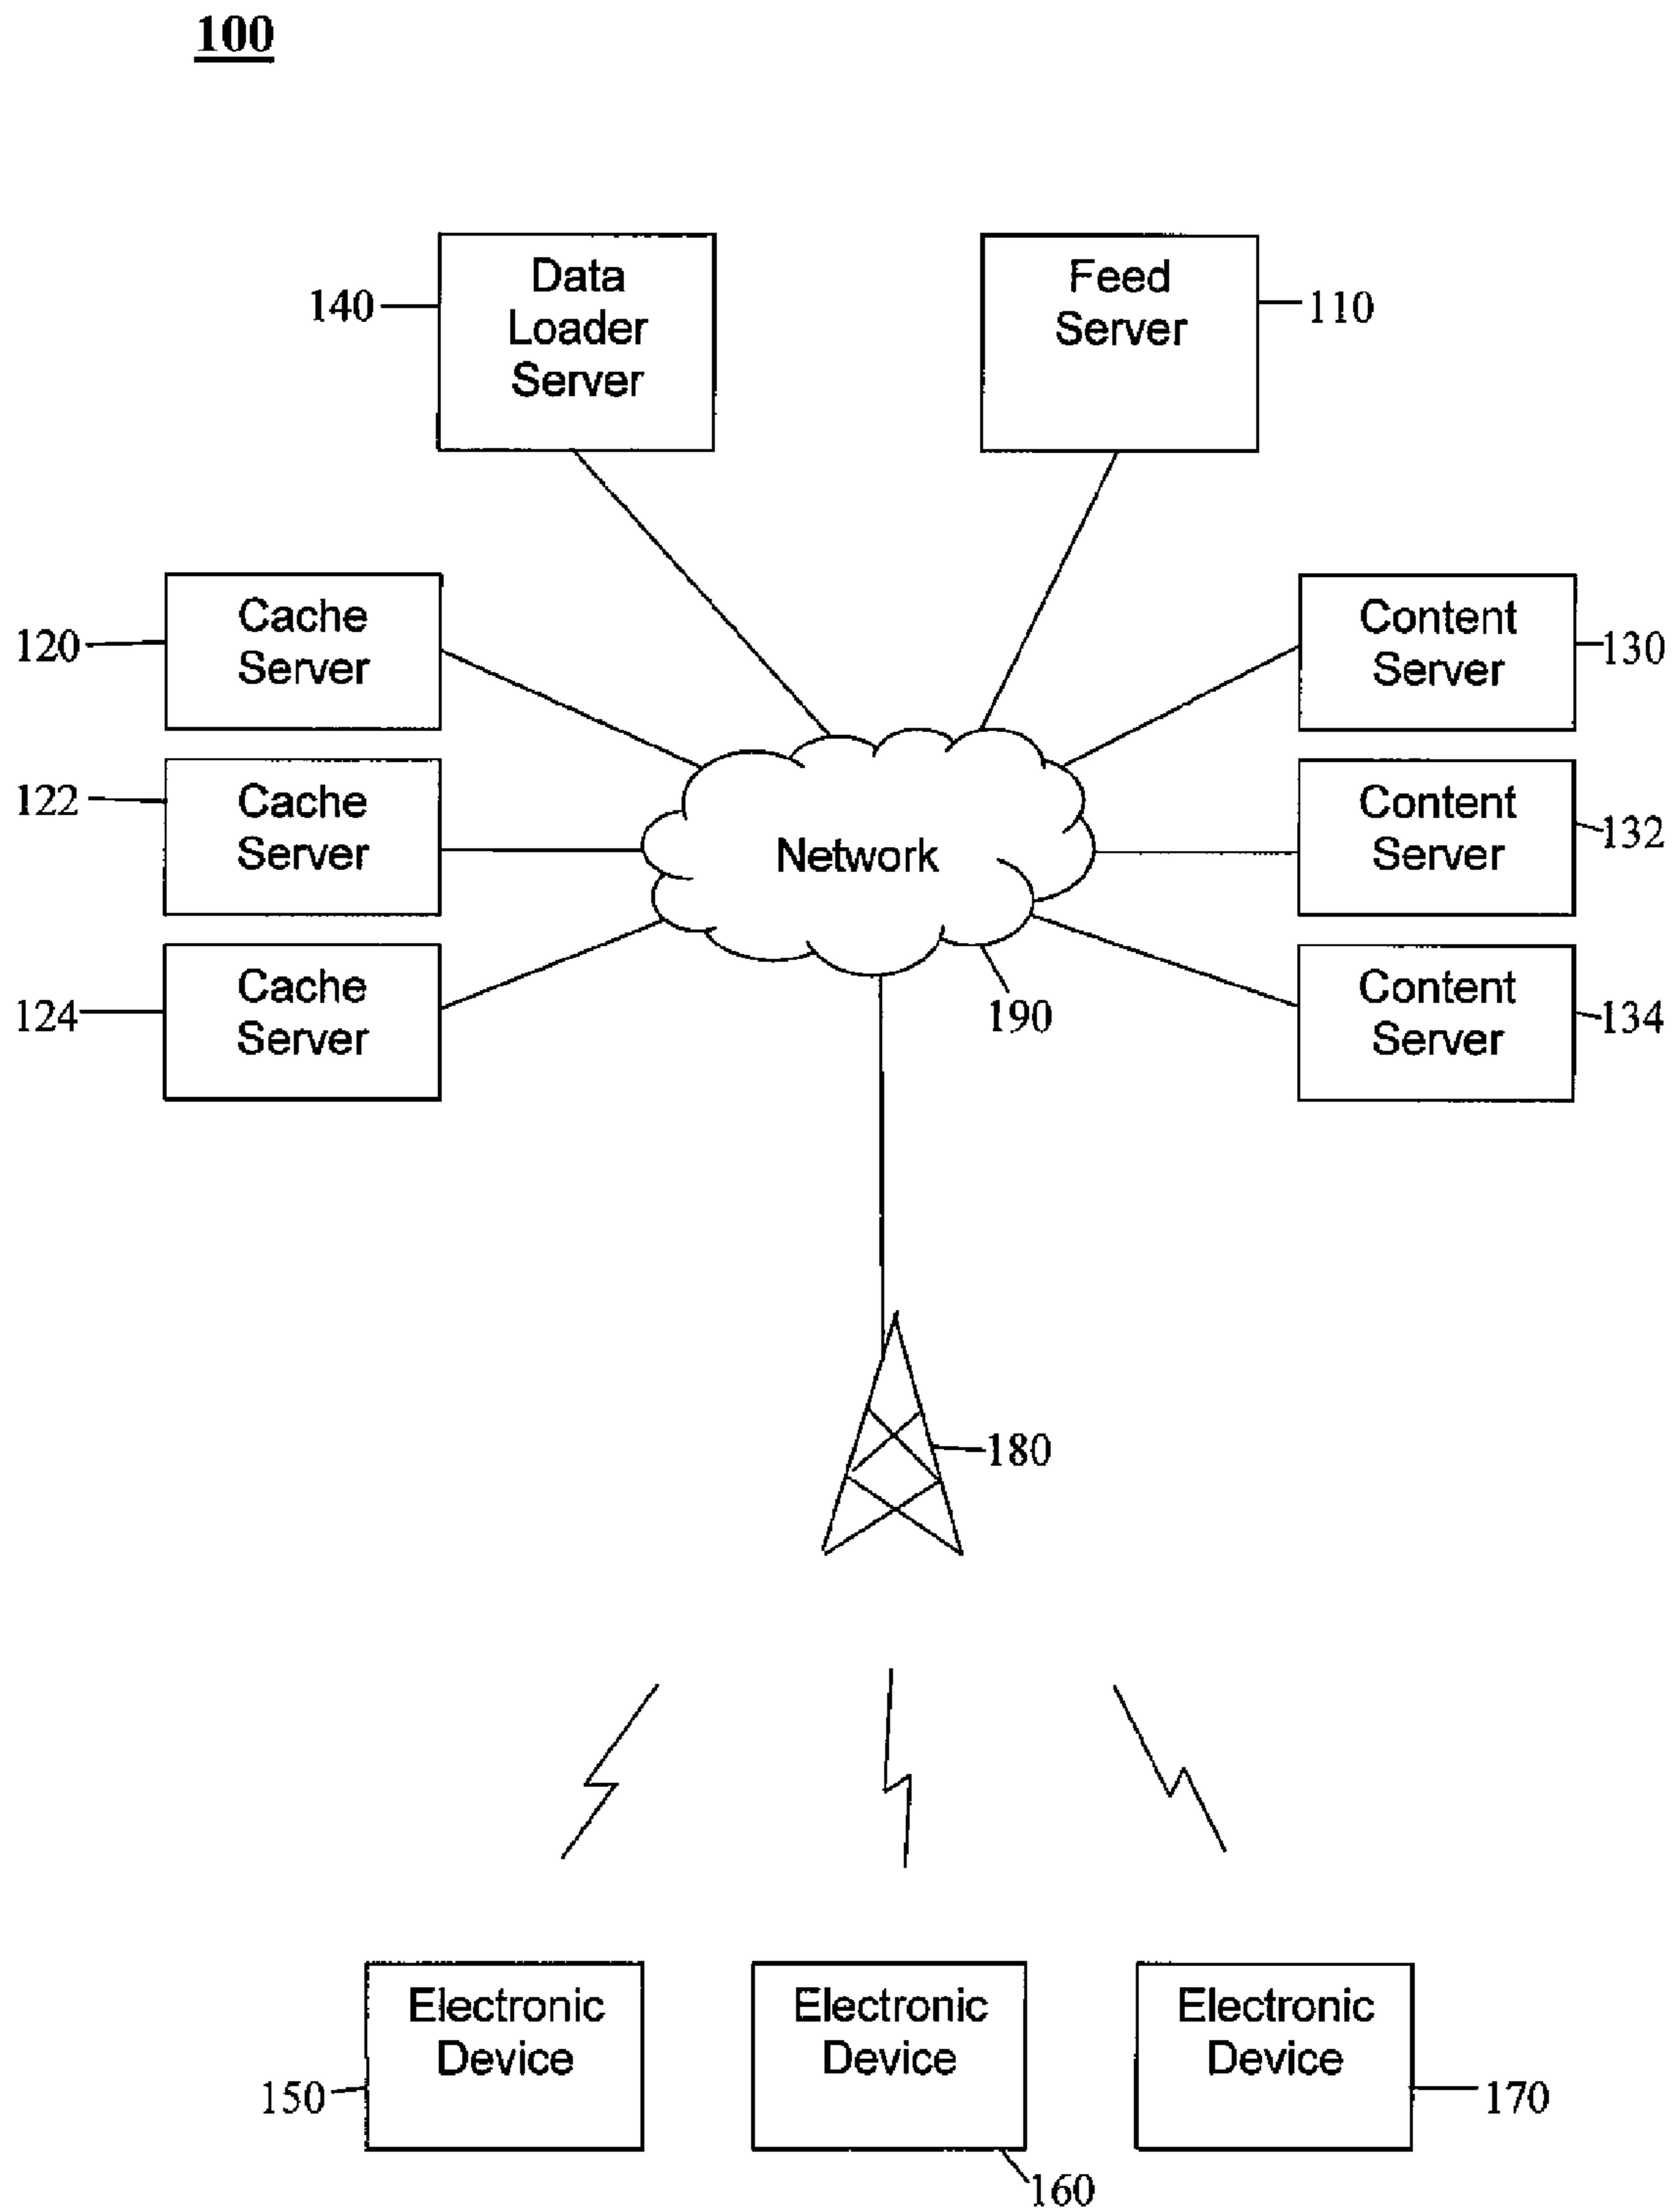 100
Data
Loader
Server
140
Feed
Server
110
Cache
Server
120
Content
Server
130
Cache
Server
122
Network
Content
Server
132
Cache
Server
124
190
Content
Server
134
180
Electronic
Device
150
Electronic
Device
160
Electronic
Device
170